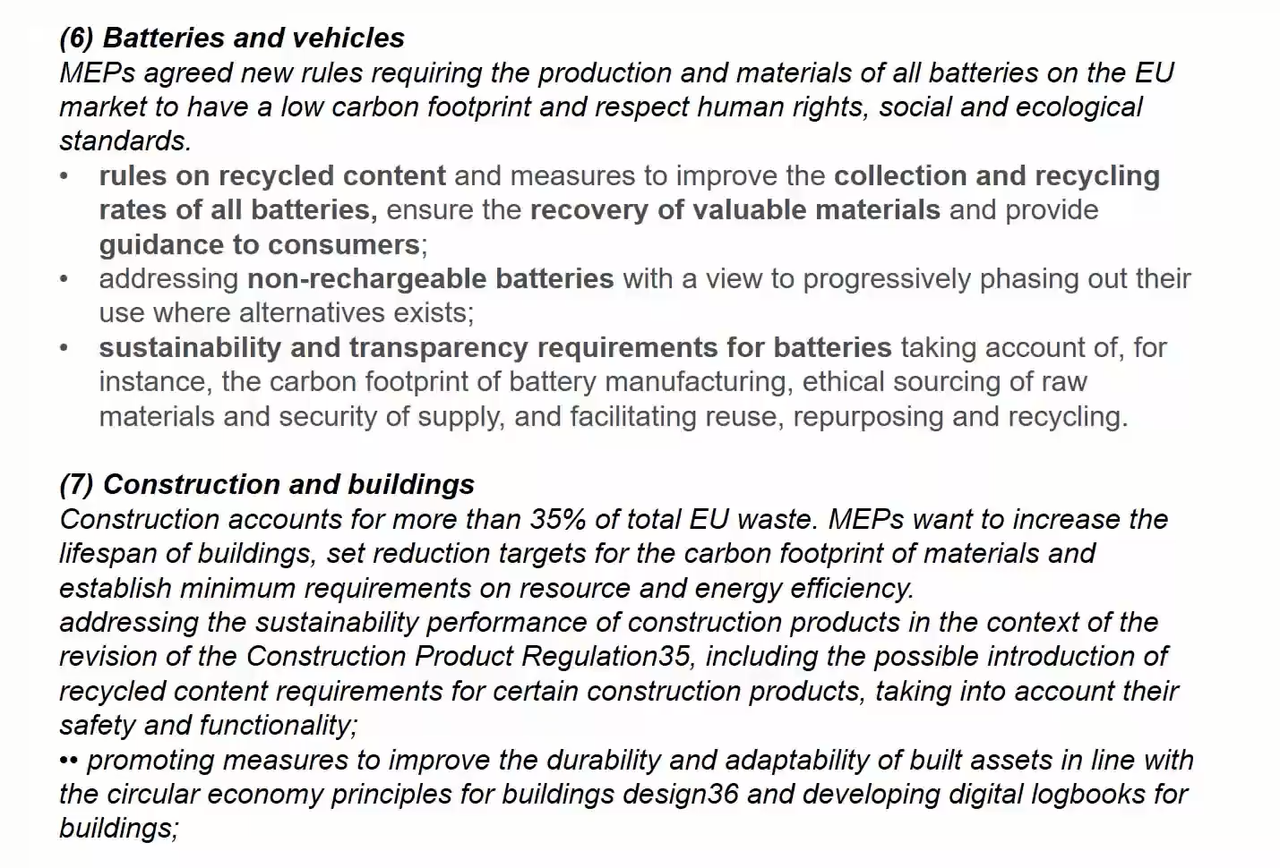 (6) Batteries and vehicles
MEPs agreed new rules requiring the production and materials of all batteries on the EU
market to have a low carbon footprint and respect human rights, social and ecological
standards.
• rules on recycled content and measures to improve the collection and recycling
rates of all batteries, ensure the recovery of valuable materials and provide
guidance to consumers;
• addressing non-rechargeable batteries with a view to progressively phasing out their
use where alternatives exists;
• sustainability and transparency requirements for batteries taking account of, for
instance, the carbon footprint of battery manufacturing, ethical sourcing of raw
materials and security of supply, and facilitating reuse, repurposing and recycling.
(7) Construction and buildings
Construction accounts for more than 35% of total EU waste. MEPs want to increase the
lifespan of buildings, set reduction targets for the carbon footprint of materials and
establish minimum requirements on resource and energy efficiency.
addressing the sustainability performance of construction products in the context of the
revision of the Construction Product Regulation35, including the possible introduction of
recycled content requirements for certain construction products, taking into account their
safety and functionality;
•• promoting measures to improve the durability and adaptability of built assets in line with
the circular economy principles for buildings design36 and developing digital logbooks for
buildings;